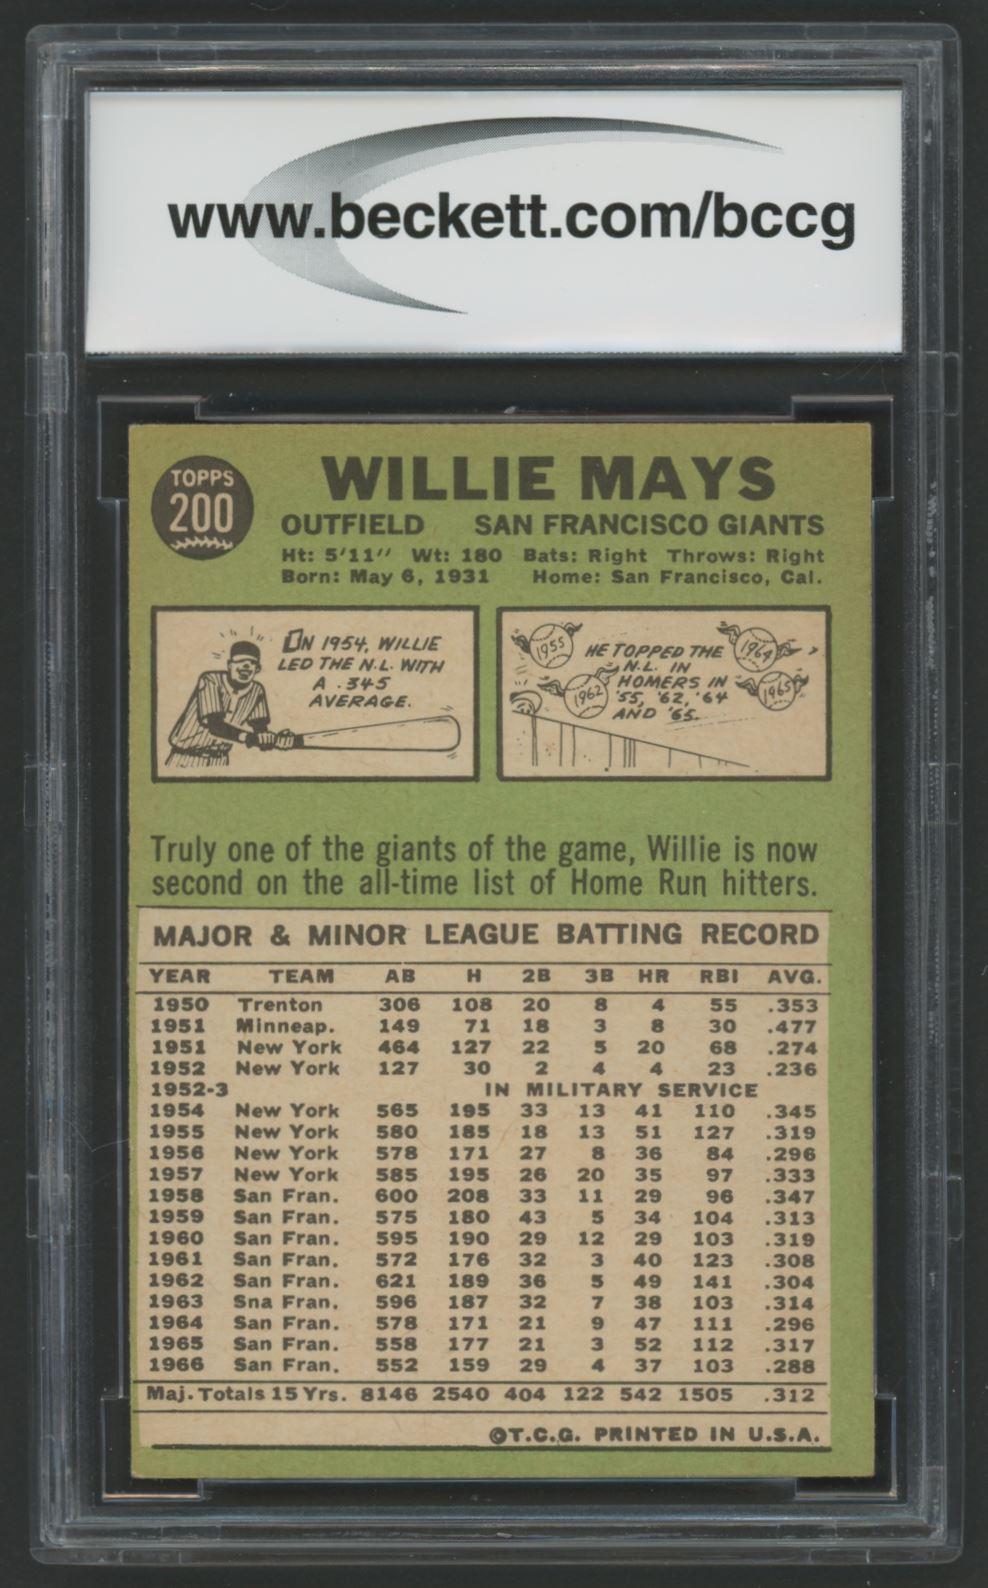 www.beckett.com/bccg
TOPPS
200
WILLIE MAYS
OUTFIELD SAN FRANCISCO GIANTS
Ht: 5'11" Wt: 180 Bats: Right Throws: Right
Born: May 6, 1931 Home: San Francisco, Cal.
IN 1954, WILLIE
LED THE N.L. WITH
A .345
AVERAGE.
1955
1964
1962
1965
HE TOPPED THE
N.L. IN
HOMERS IN
'55, '62, '64
AND '65.
Truly one of the giants of the game, Willie is now
second on the all-time list of Home Run hitters.
MAJOR & MINOR LEAGUE BATTING RECORD
YEAR TEAM AB H 2B 3B HR RBI AVG.
1950 Trenton 306 108 20 8 4 55 .353
1951 Minneap. 149 71 18 3 8 30 .477
1951 New York 464 127 22 5 20 68 .274
1952 New York 127 30 2 4 4 23 .236
1952-3 IN MILITARY SERVICE
1954 New York 565 195 33 13 41 110 .345
1955 New York 580 185 18 13 51 127 .319
1956 New York 578 171 27 8 36 84 .296
1957 New York 585 195 26 20 35 97 .333
1958 San Fran. 600 208 33 11 29 96 .347
1959 San Fran. 575 180 43 5 34 104 .313
1960 San Fran. 595 190 29 12 29 103 .319
1961 San Fran. 572 176 32 3 40 123 .308
1962 San Fran. 621 189 36 5 49 141 .304
1963 Sna Fran. 596 187 32 7 38 103 .314
1964 San Fran. 578 171 21 9 47 111 .296
1965 San Fran. 558 177 21 3 52 112 .317
1966 San Fran. 552 159 29 4 37 103 .288
Maj. Totals 15 Yrs. 8146 2540 404 122 542 1505 .312
©T.C.G. PRINTED IN U.S.A.